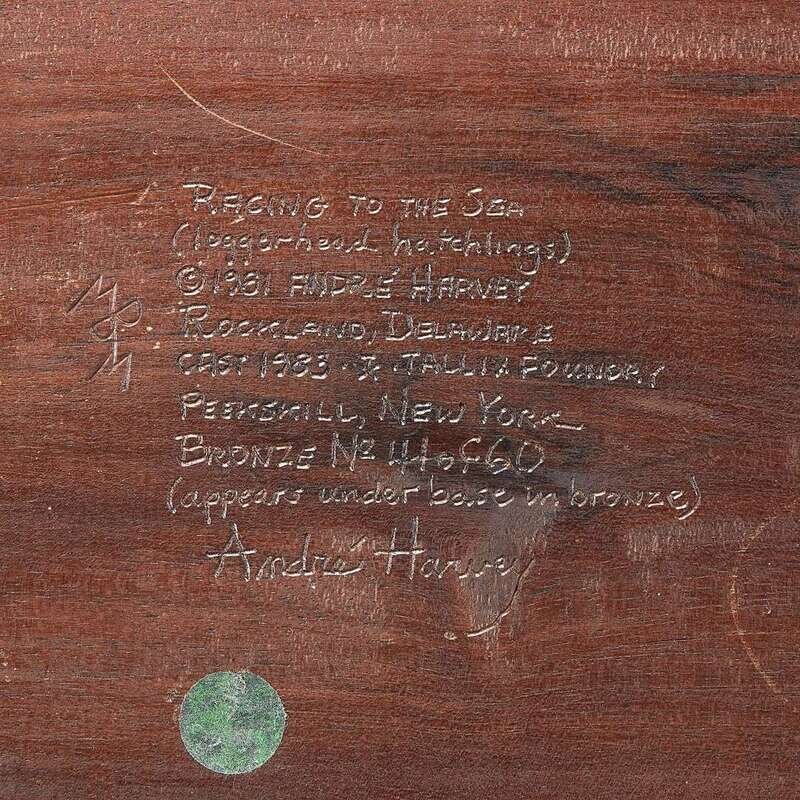 RACING TO THE SEA
(loggerhead hatchlings)
©1981 ANDRÉ HARVEY
ROCKLAND, DELAWARE
CAST 1983 · TALLIX FOUNDRY
PEEKSKILL, NEW YORK
BRONZE Nº 41 of 60
(appears under base in bronze)
André Harvey